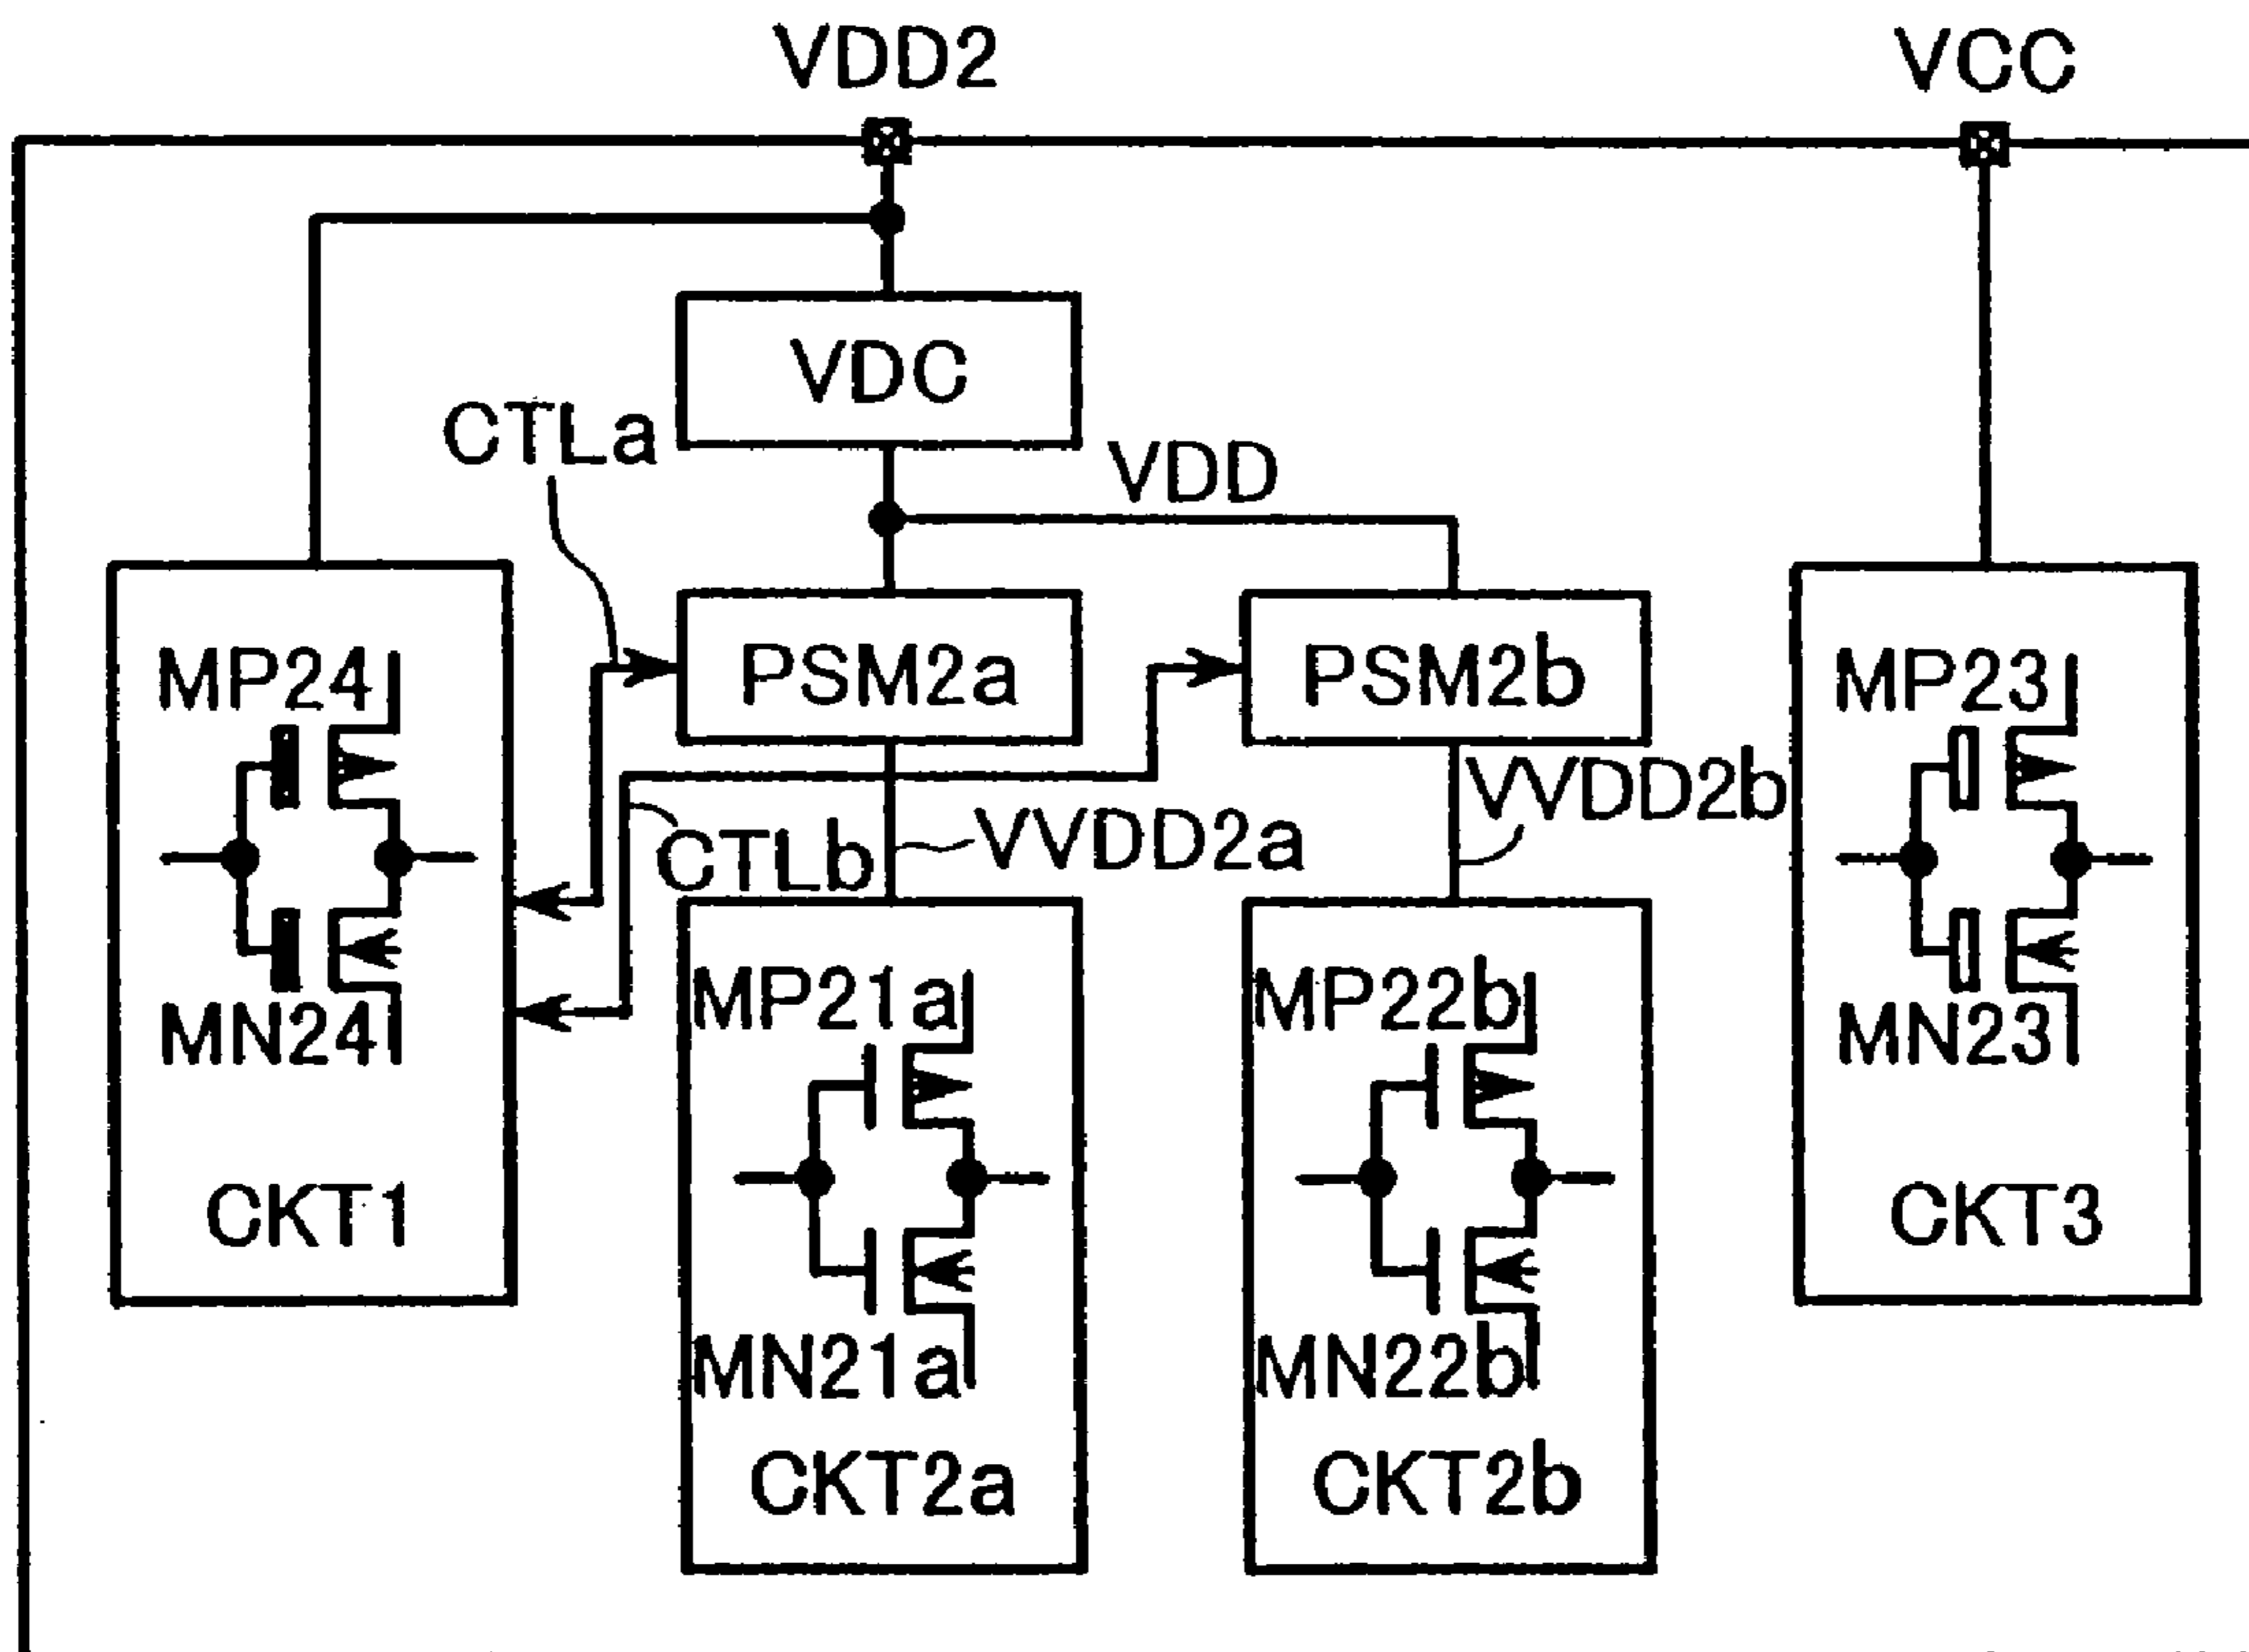 VDD2
VCC
VDC
CTLa
VDD
PSM2a
PSM2b
MP24
MP23
VVDD2b
VVDD2a
CTLb
MN24
MN23
MP21a
MP22b
CKT1
CKT3
MN21a
MN22b
CKT2a
CKT2b